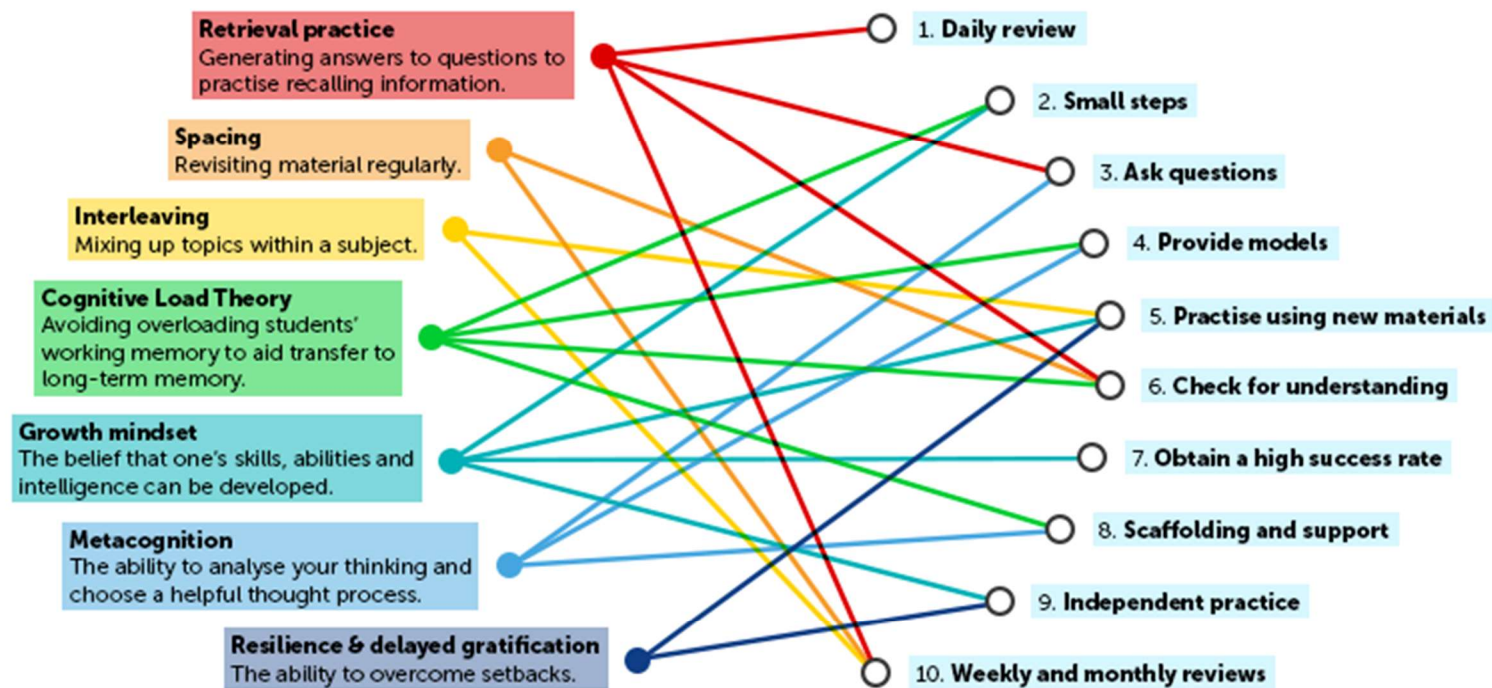 Retrieval practice
Generating answers to questions to
practise recalling information.
Spacing
Revisiting material regularly.
Interleaving
Mixing up topics within a subject.
Cognitive Load Theory
Avoiding overloading students’
working memory to aid transfer to
long-term memory.
Growth mindset
The belief that one’s skills, abilities and
intelligence can be developed.
Metacognition
The ability to analyse your thinking and
choose a helpful thought process.
Resilience & delayed gratification
The ability to overcome setbacks.
1. Daily review
2. Small steps
3. Ask questions
4. Provide models
5. Practise using new materials
6. Check for understanding
7. Obtain a high success rate
8. Scaffolding and support
9. Independent practice
10. Weekly and monthly reviews